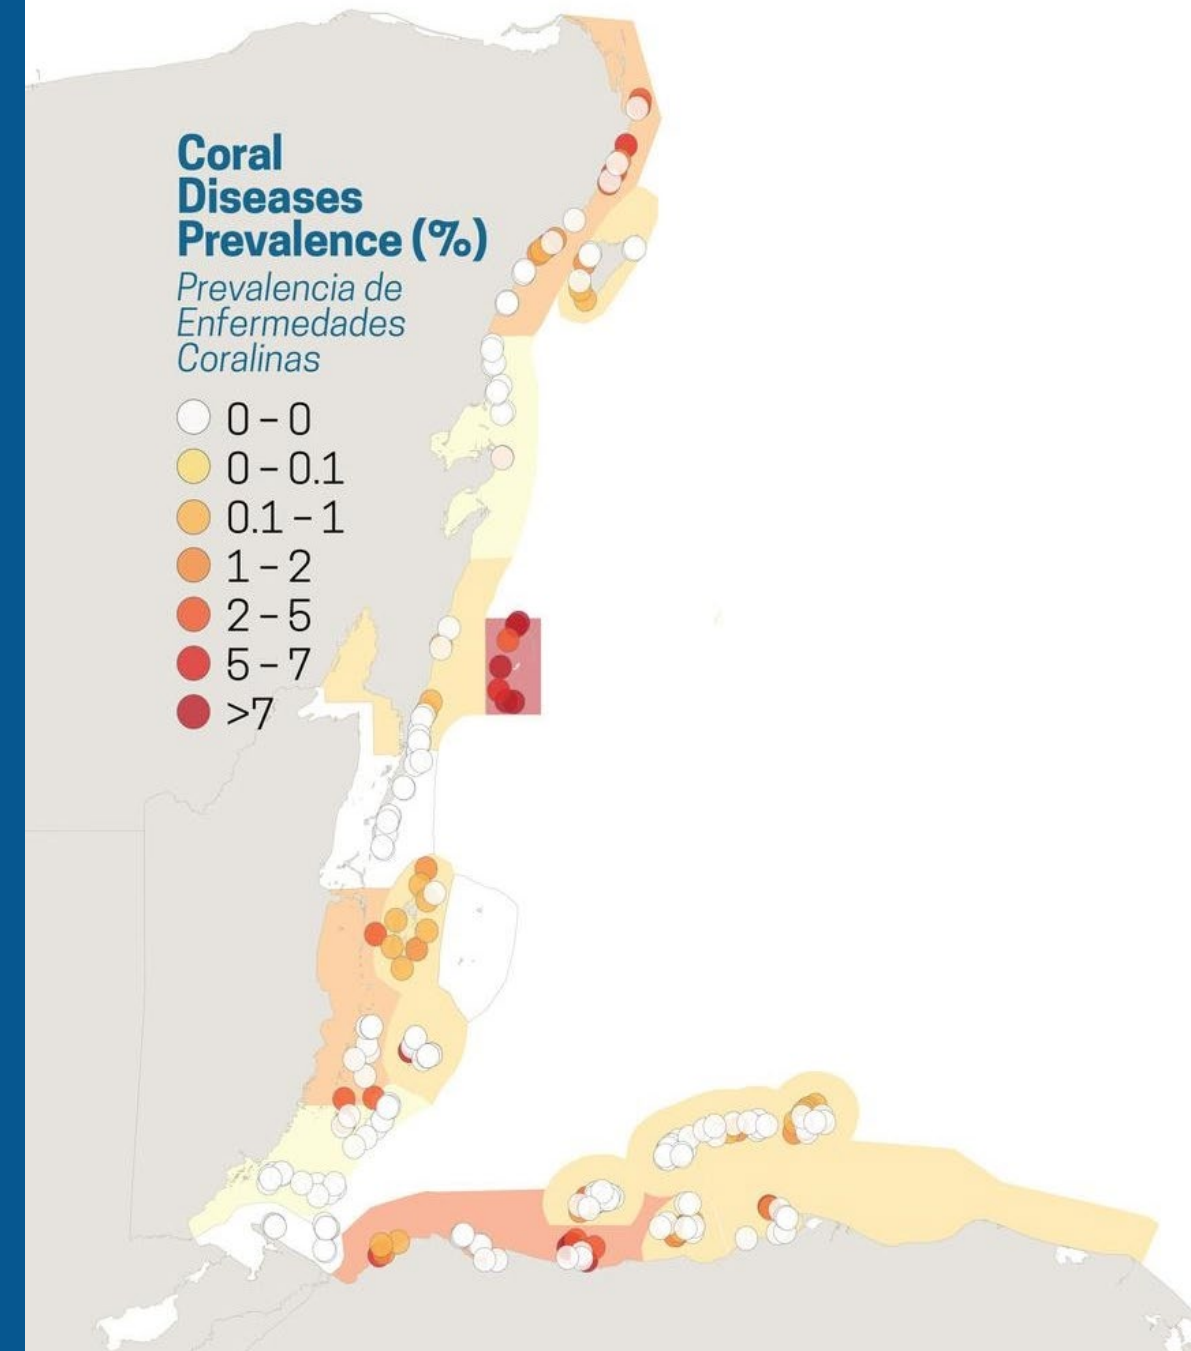 Coral
Diseases
Prevalence (%)
Prevalencia de
Enfermedades
Coralinas
0 – 0
0 – 0.1
0.1 – 1
1 – 2
2 – 5
5 – 7
>7